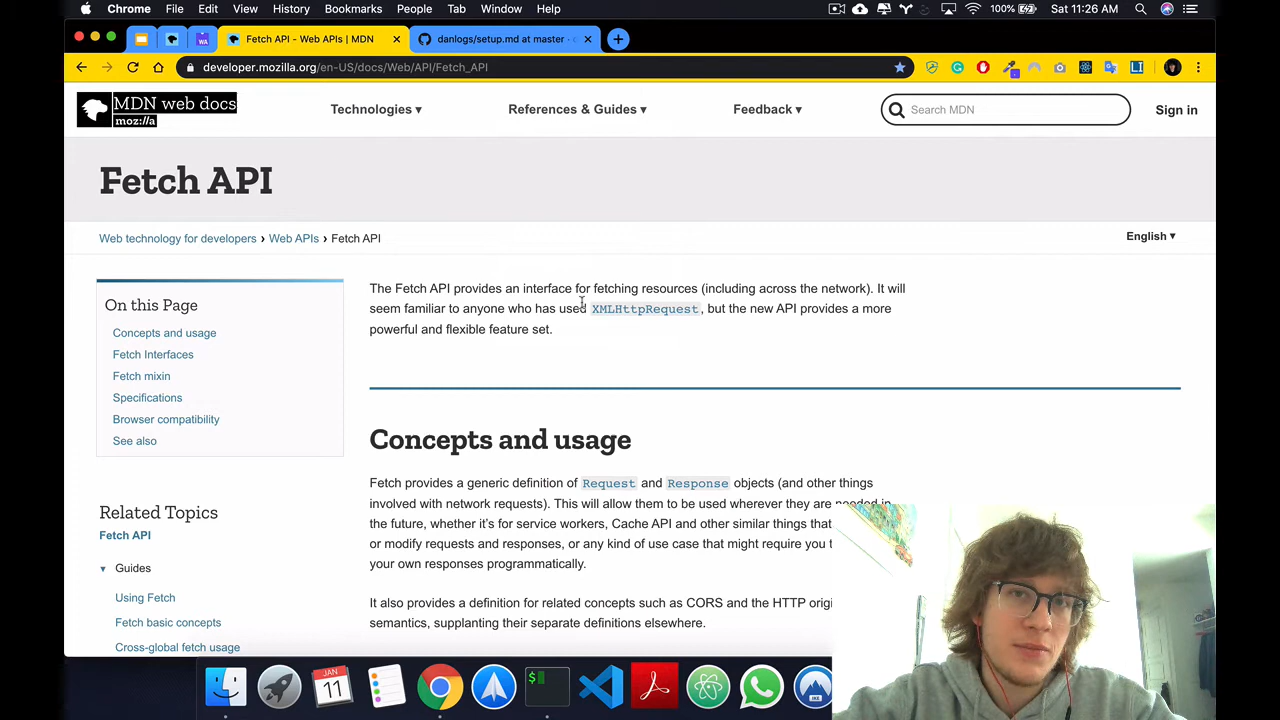 Chrome File Edit View History Bookmarks People Tab Window Help
100% Sat 11:26 AM
WA
Fetch API - Web APIs | MDN
danlogs/setup.md at master ·
developer.mozilla.org/en-US/docs/Web/API/Fetch_API
MDN web docs
moz://a
Technologies ▾
References & Guides ▾
Feedback ▾
Search MDN
Sign in
Fetch API
Web technology for developers › Web APIs › Fetch API
English ▾
On this Page
Concepts and usage
Fetch Interfaces
Fetch mixin
Specifications
Browser compatibility
See also
Related Topics
Fetch API
Guides
Using Fetch
Fetch basic concepts
Cross-global fetch usage
The Fetch API provides an interface for fetching resources (including across the network). It will
seem familiar to anyone who has used XMLHttpRequest, but the new API provides a more
powerful and flexible feature set.
Concepts and usage
Fetch provides a generic definition of Request and Response objects (and other things
involved with network requests). This will allow them to be used wherever they are needed in
the future, whether it's for service workers, Cache API and other similar things that
or modify requests and responses, or any kind of use case that might require you t
your own responses programmatically.
It also provides a definition for related concepts such as CORS and the HTTP origi
semantics, supplanting their separate definitions elsewhere.
JAN
11
$
IKE